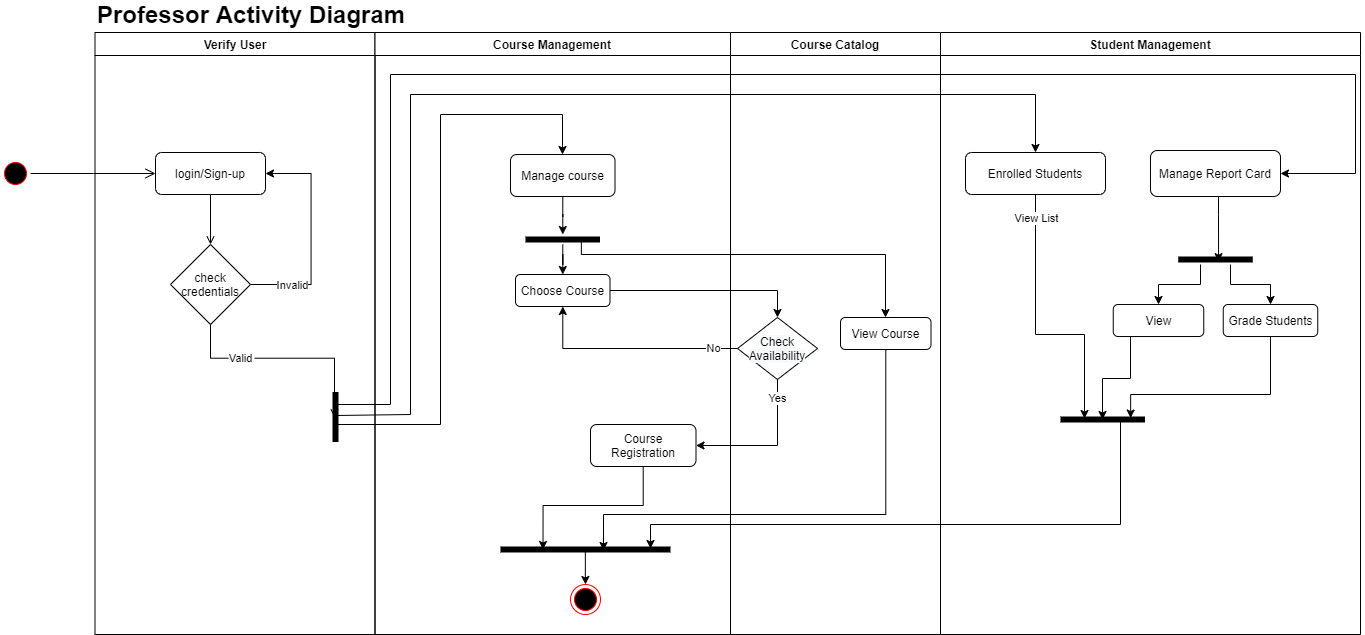 Professor Activity Diagram
Verify User
Course Management
Course Catalog
Student Management
login/Sign-up
Manage course
Enrolled Students
Manage Report Card
View List
check
credentials
Invalid
Choose Course
View
Grade Students
View Course
Check
Availability
No
Valid
Yes
Course
Registration